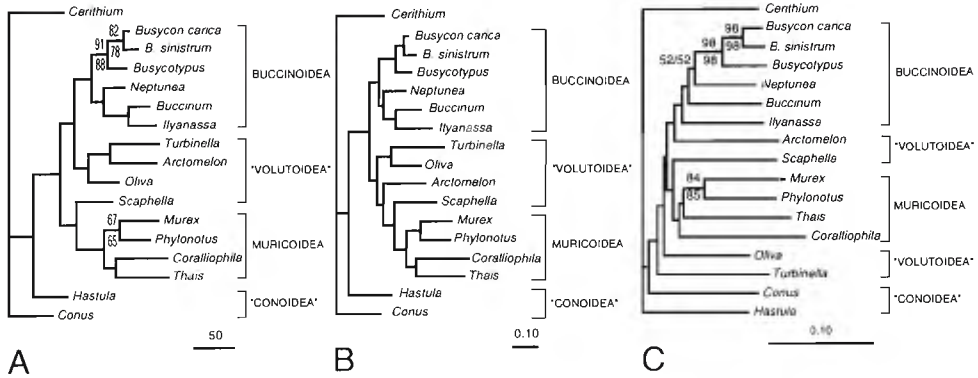 Cerithium
Busycon carica
B. sinistrum
Busycotypus
Neptunea
Buccinum
Ilyanassa
Turbinella
Arctomelon
Oliva
Scaphella
Murex
Phylonotus
Coralliophila
Thais
Hastula
Conus
82
91
78
88
67
65
BUCCINOIDEA
"VOLUTOIDEA"
MURICOIDEA
"CONOIDEA"
50
A
Cerithium
Busycon carica
B. sinistrum
Busycotypus
Neptunea
Buccinum
Ilyanassa
Turbinella
Oliva
Arctomelon
Scaphella
Murex
Phylonotus
Coralliophila
Thais
Hastula
Conus
BUCCINOIDEA
"VOLUTOIDEA"
MURICOIDEA
"CONOIDEA"
0.10
B
Cerithium
Busycon carica
B. sinistrum
Busycotypus
Neptunea
Buccinum
Ilyanassa
Arctomelon
Scaphella
Murex
Phylonotus
Thais
Coralliophila
Oliva
Turbinella
Conus
Hastula
98
98
98
52/52
84
85
BUCCINOIDEA
"VOLUTOIDEA"
MURICOIDEA
"VOLUTOIDEA"
"CONOIDEA"
0.10
C